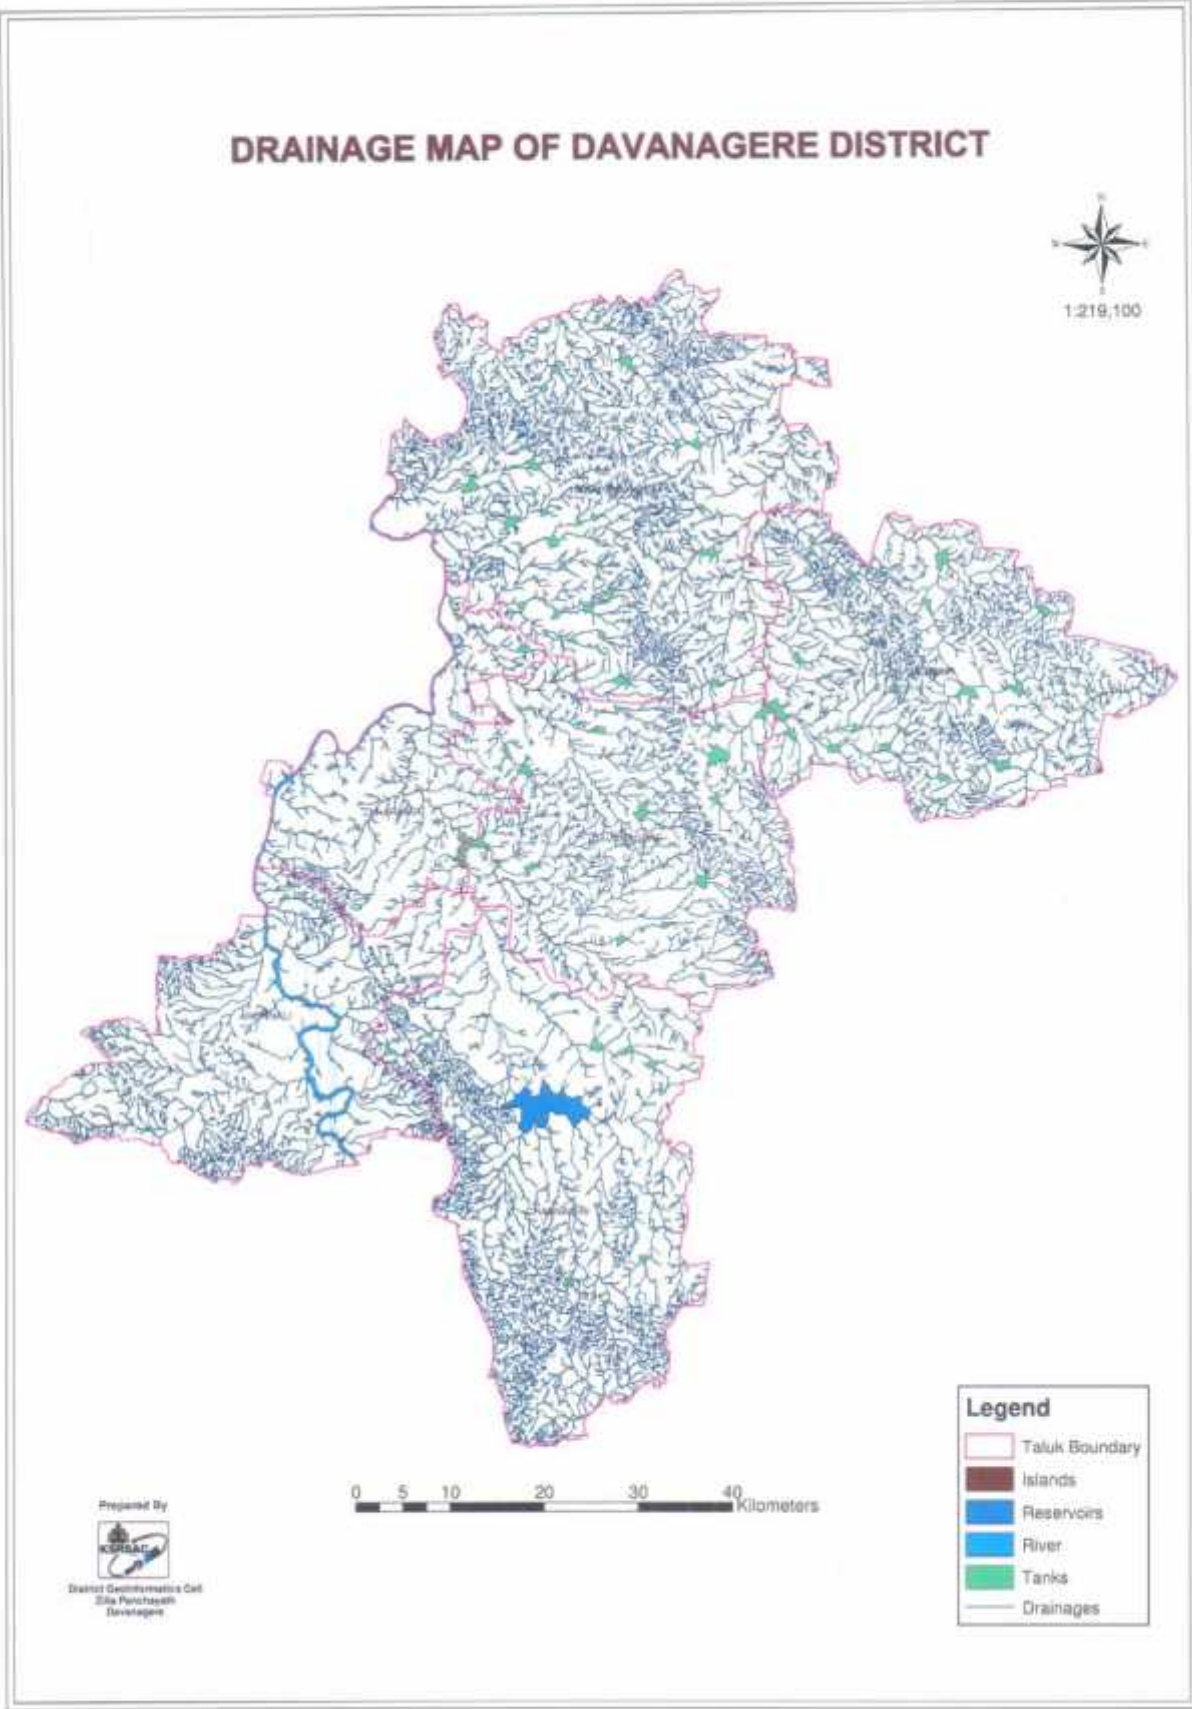 DRAINAGE MAP OF DAVANAGERE DISTRICT
N
W E
S
1:219,100
Legend
Taluk Boundary
Islands
Reservoirs
River
Tanks
Drainages
0 5 10 20 30 40
Kilometers
Prepared By
KSRSAC
District Geoinformatics Cell
Zilla Panchayath
Davanagere